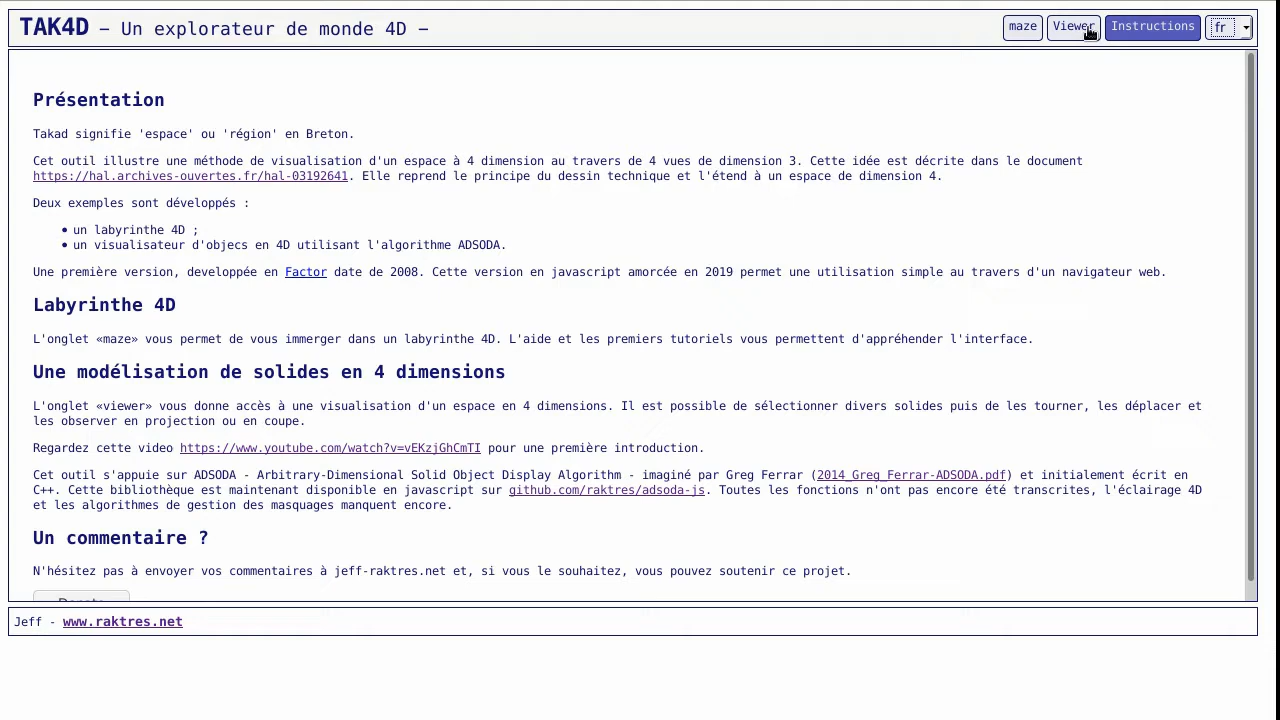 TAK4D – Un explorateur de monde 4D –
maze Viewer Instructions fr
Présentation
Takad signifie 'espace' ou 'région' en Breton.
Cet outil illustre une méthode de visualisation d'un espace à 4 dimension au travers de 4 vues de dimension 3. Cette idée est décrite dans le document
https://hal.archives-ouvertes.fr/hal-03192641. Elle reprend le principe du dessin technique et l'étend à un espace de dimension 4.
Deux exemples sont développés :
• un labyrinthe 4D ;
• un visualisateur d'objecs en 4D utilisant l'algorithme ADSODA.
Une première version, developpée en Factor date de 2008. Cette version en javascript amorcée en 2019 permet une utilisation simple au travers d'un navigateur web.
Labyrinthe 4D
L'onglet «maze» vous permet de vous immerger dans un labyrinthe 4D. L'aide et les premiers tutoriels vous permettent d'appréhender l'interface.
Une modélisation de solides en 4 dimensions
L'onglet «viewer» vous donne accès à une visualisation d'un espace en 4 dimensions. Il est possible de sélectionner divers solides puis de les tourner, les déplacer et
les observer en projection ou en coupe.
Regardez cette video https://www.youtube.com/watch?v=vEKzjGhCmTI pour une première introduction.
Cet outil s'appuie sur ADSODA - Arbitrary-Dimensional Solid Object Display Algorithm - imaginé par Greg Ferrar (2014_Greg_Ferrar-ADSODA.pdf) et initialement écrit en
C++. Cette bibliothèque est maintenant disponible en javascript sur github.com/raktres/adsoda-js. Toutes les fonctions n'ont pas encore été transcrites, l'éclairage 4D
et les algorithmes de gestion des masquages manquent encore.
Un commentaire ?
N'hésitez pas à envoyer vos commentaires à jeff-raktres.net et, si vous le souhaitez, vous pouvez soutenir ce projet.
Donate
Jeff - www.raktres.net